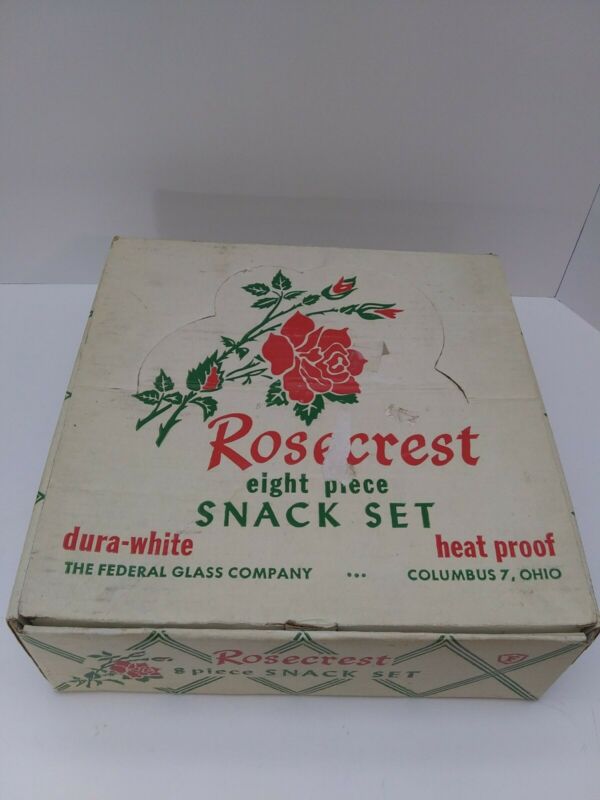 Rosecrest
eight piece
SNACK SET
dura-white
heat proof
THE FEDERAL GLASS COMPANY ... COLUMBUS 7, OHIO
Rosecrest
8 piece SNACK SET
F